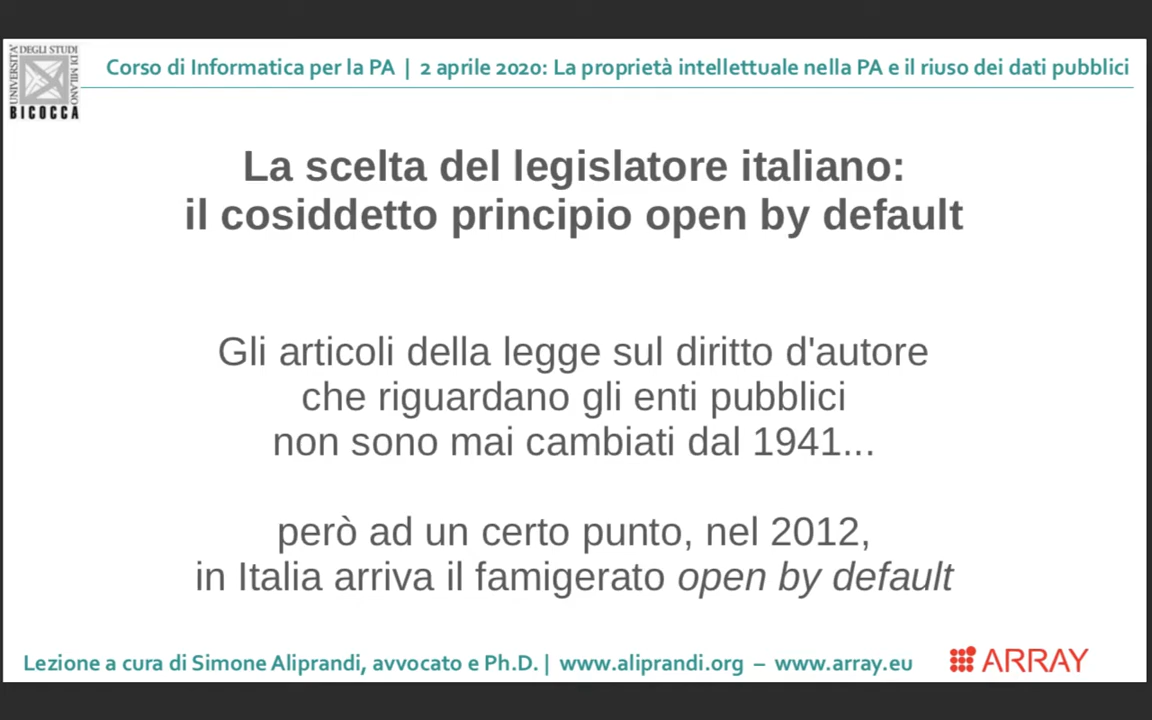 UNIVERSITA' DEGLI STUDI DI MILANO
BICOCCA
Corso di Informatica per la PA | 2 aprile 2020: La proprietà intellettuale nella PA e il riuso dei dati pubblici
La scelta del legislatore italiano:
il cosiddetto principio open by default
Gli articoli della legge sul diritto d'autore
che riguardano gli enti pubblici
non sono mai cambiati dal 1941...
però ad un certo punto, nel 2012,
in Italia arriva il famigerato open by default
Lezione a cura di Simone Aliprandi, avvocato e Ph.D. | www.aliprandi.org – www.array.eu
ARRAY